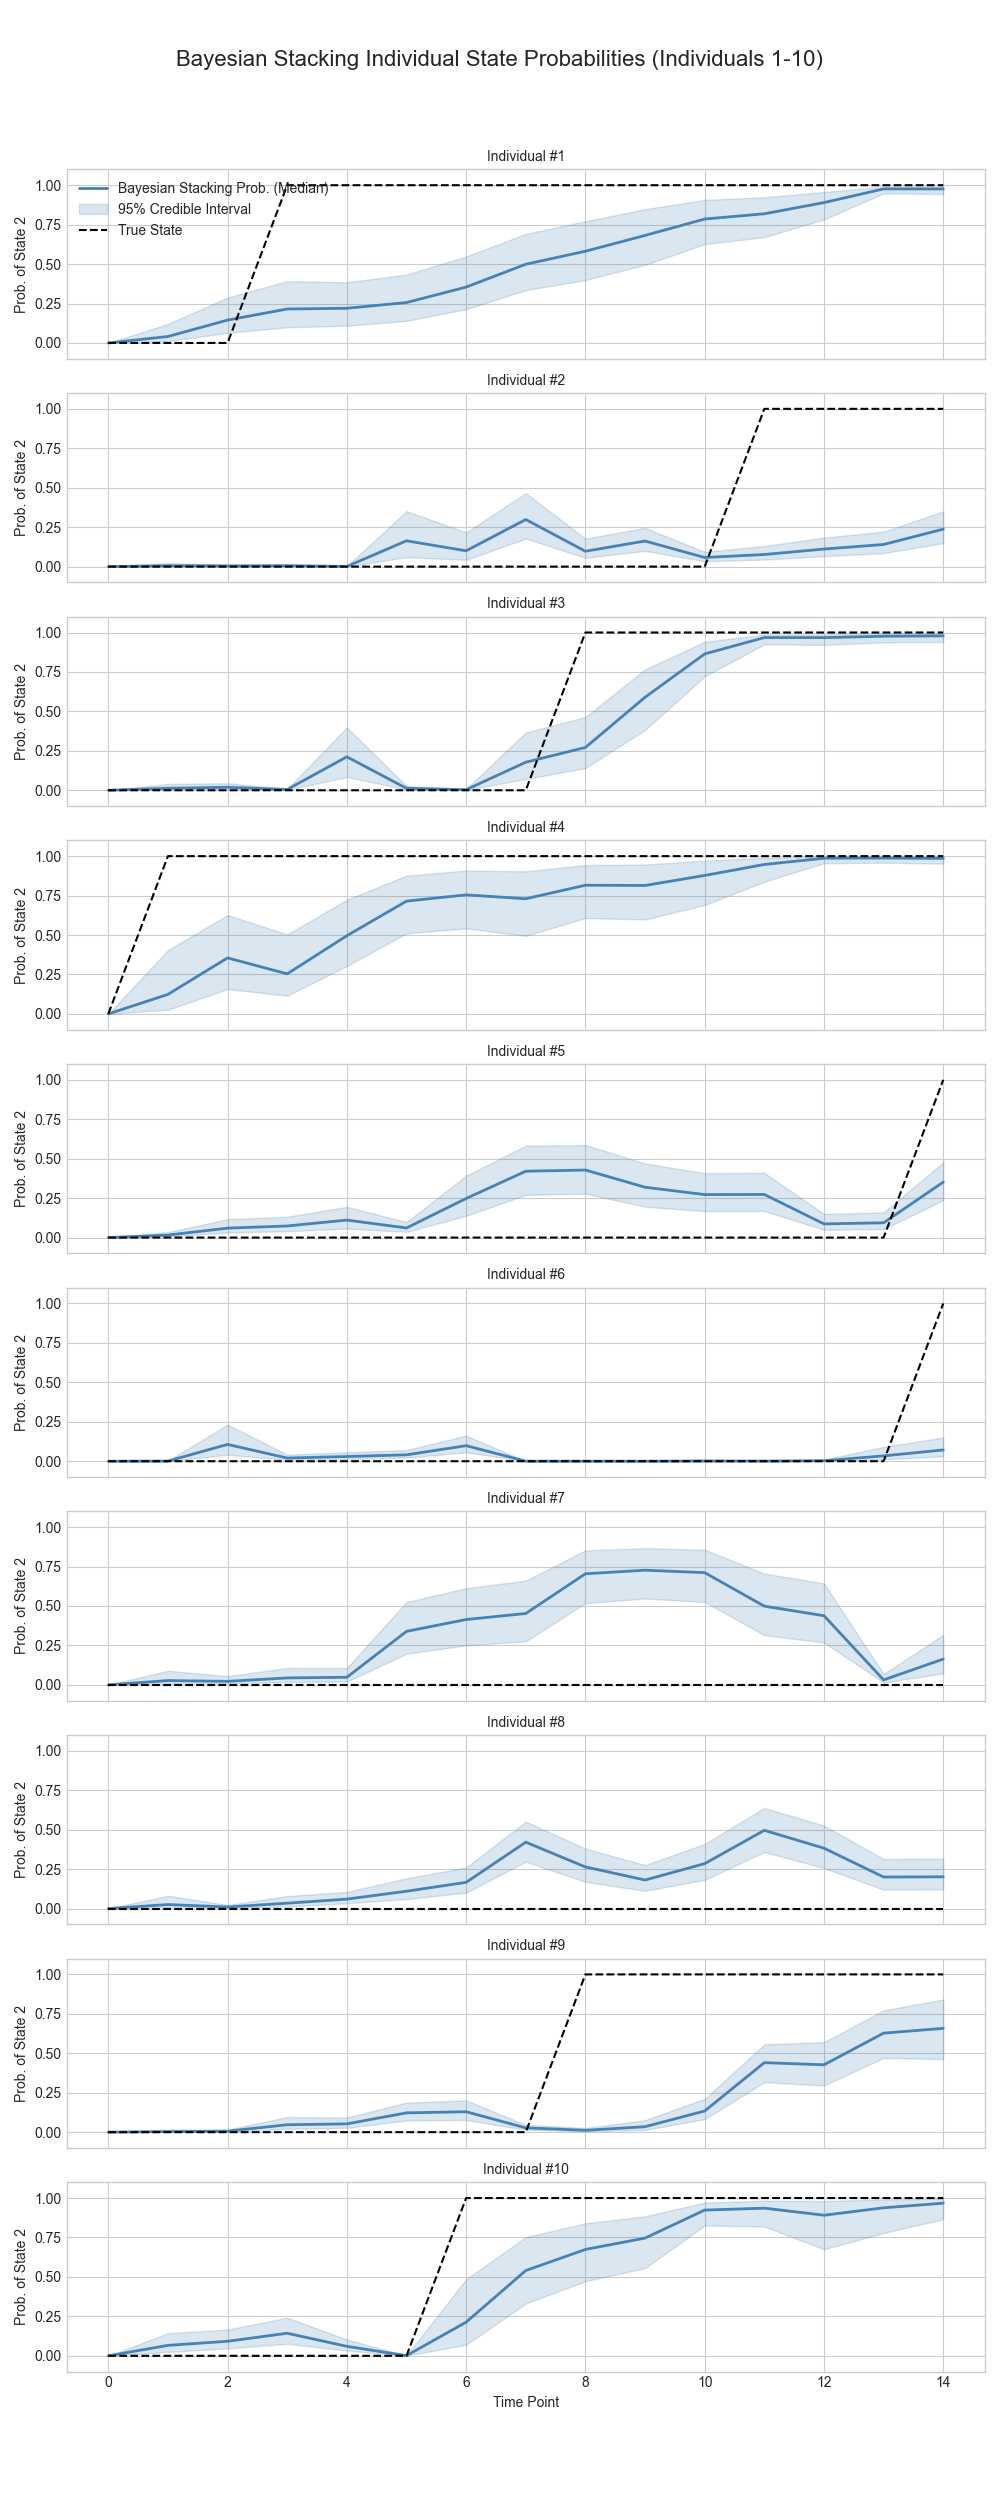 Bayesian Stacking Individual State Probabilities (Individuals 1-10)
Individual #1
Bayesian Stacking Prob. (Median)
95% Credible Interval
True State
Prob. of State 2
1.00
0.75
0.50
0.25
0.00
Individual #2
Prob. of State 2
1.00
0.75
0.50
0.25
0.00
Individual #3
Prob. of State 2
1.00
0.75
0.50
0.25
0.00
Individual #4
Prob. of State 2
1.00
0.75
0.50
0.25
0.00
Individual #5
Prob. of State 2
1.00
0.75
0.50
0.25
0.00
Individual #6
Prob. of State 2
1.00
0.75
0.50
0.25
0.00
Individual #7
Prob. of State 2
1.00
0.75
0.50
0.25
0.00
Individual #8
Prob. of State 2
1.00
0.75
0.50
0.25
0.00
Individual #9
Prob. of State 2
1.00
0.75
0.50
0.25
0.00
Individual #10
Prob. of State 2
1.00
0.75
0.50
0.25
0.00
0 2 4 6 8 10 12 14
Time Point